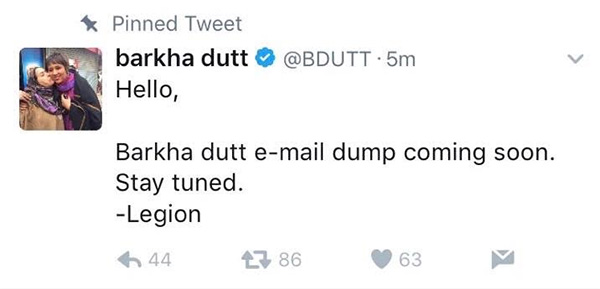 Pinned Tweet
barkha dutt @BDUTT · 5m
Hello,
Barkha dutt e-mail dump coming soon.
Stay tuned.
-Legion
44 86 63